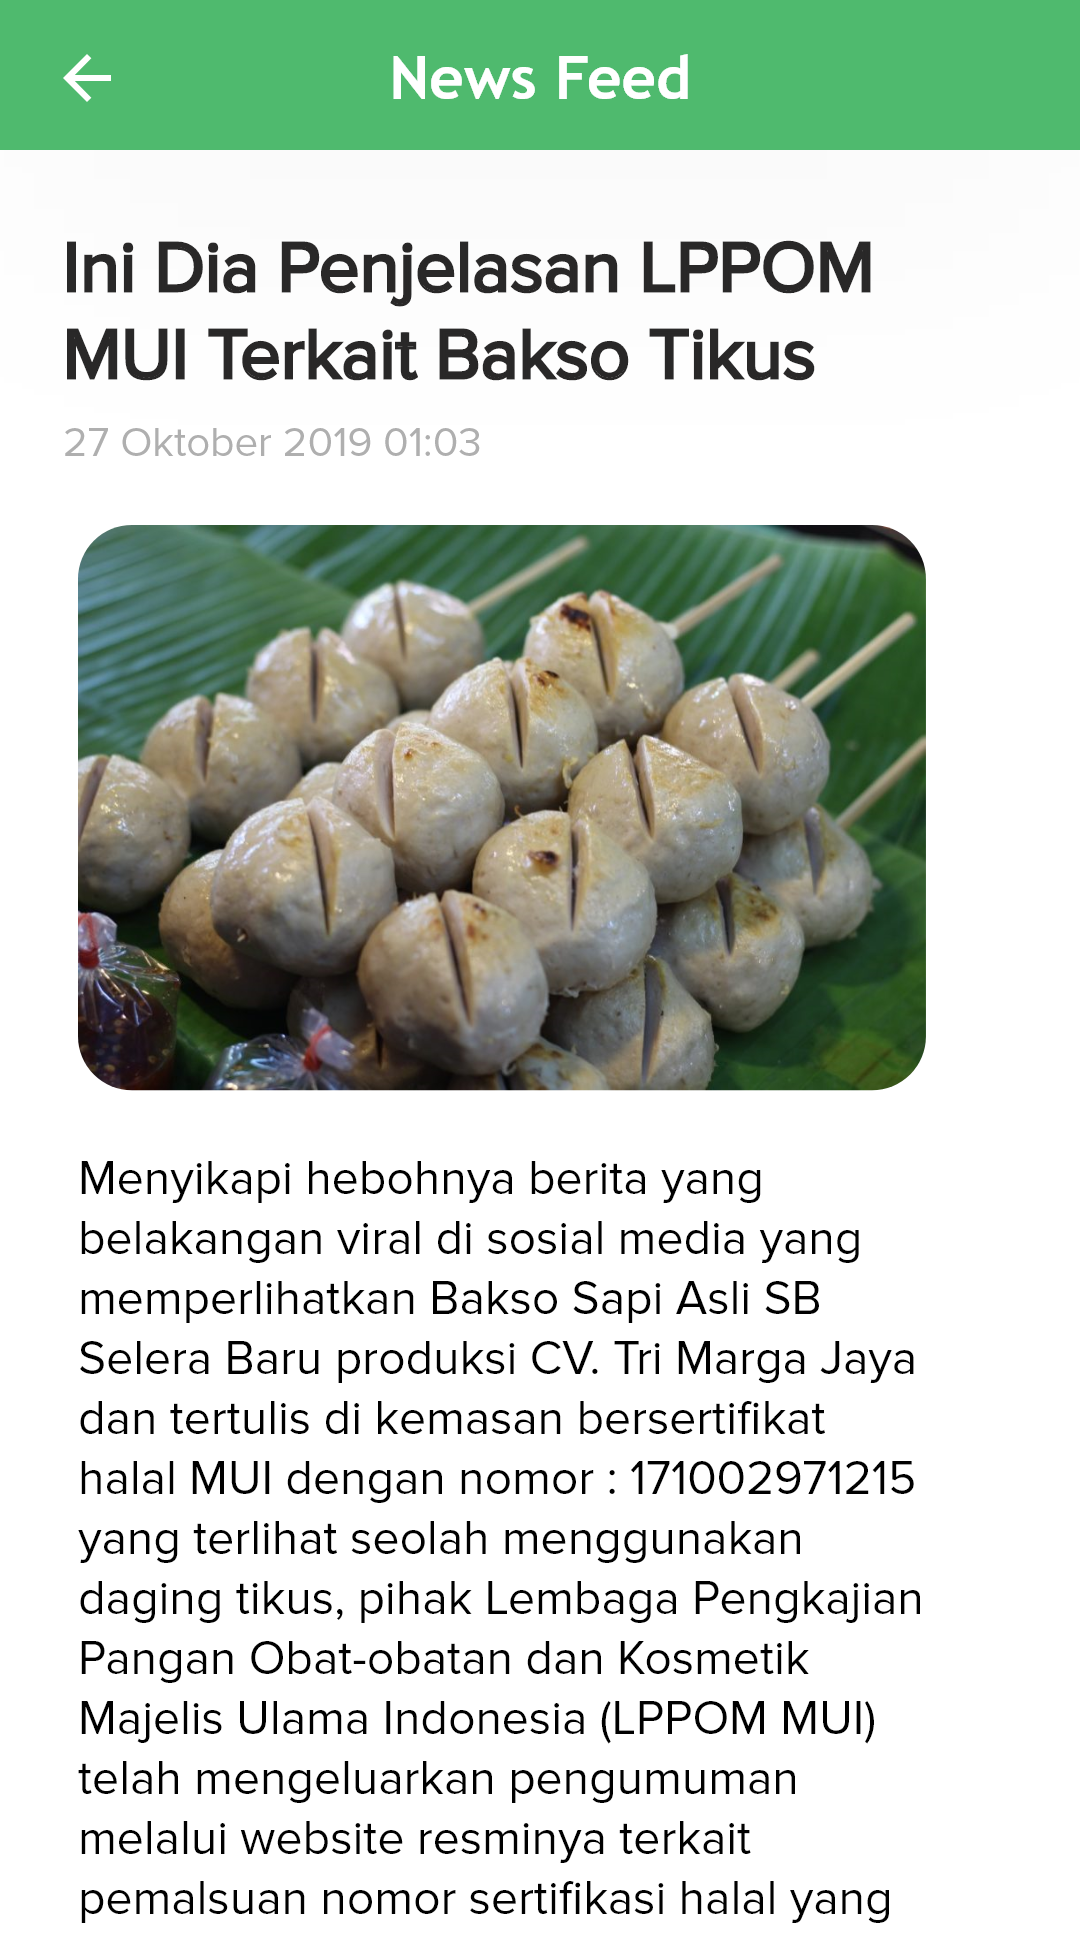 News Feed
Ini Dia Penjelasan LPPOM
MUI Terkait Bakso Tikus
27 Oktober 2019 01:03
Menyikapi hebohnya berita yang
belakangan viral di sosial media yang
memperlihatkan Bakso Sapi Asli SB
Selera Baru produksi CV. Tri Marga Jaya
dan tertulis di kemasan bersertifikat
halal MUI dengan nomor : 171002971215
yang terlihat seolah menggunakan
daging tikus, pihak Lembaga Pengkajian
Pangan Obat-obatan dan Kosmetik
Majelis Ulama Indonesia (LPPOM MUI)
telah mengeluarkan pengumuman
melalui website resminya terkait
pemalsuan nomor sertifikasi halal yang